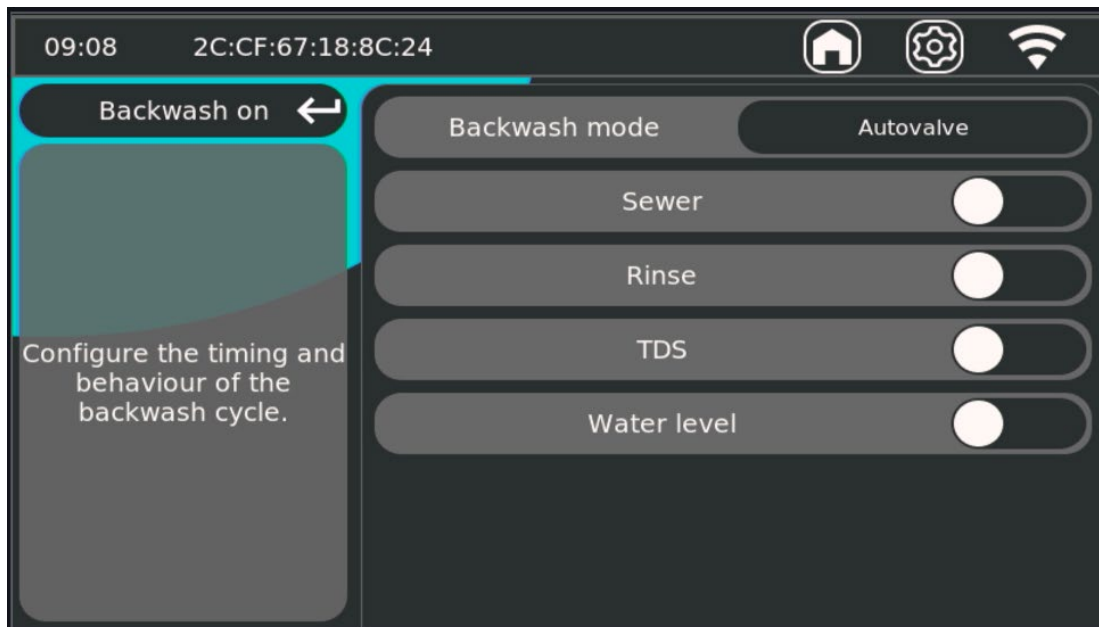 09:08 2C:CF:67:18:8C:24
Backwash on
Configure the timing and
behaviour of the
backwash cycle.
Backwash mode Autovalve
Sewer
Rinse
TDS
Water level